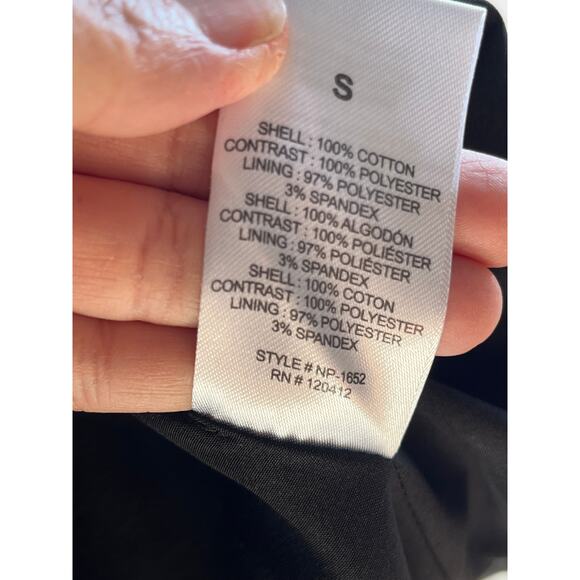 S
SHELL : 100% COTTON
CONTRAST : 100% POLYESTER
LINING : 97% POLYESTER
3% SPANDEX
SHELL : 100% ALGODÓN
CONTRAST : 100% POLIÉSTER
LINING : 97% POLIÉSTER
3% SPANDEX
SHELL : 100% COTON
CONTRAST : 100% POLYESTER
LINING : 97% POLYESTER
3% SPANDEX
STYLE # NP-1652
RN # 120412